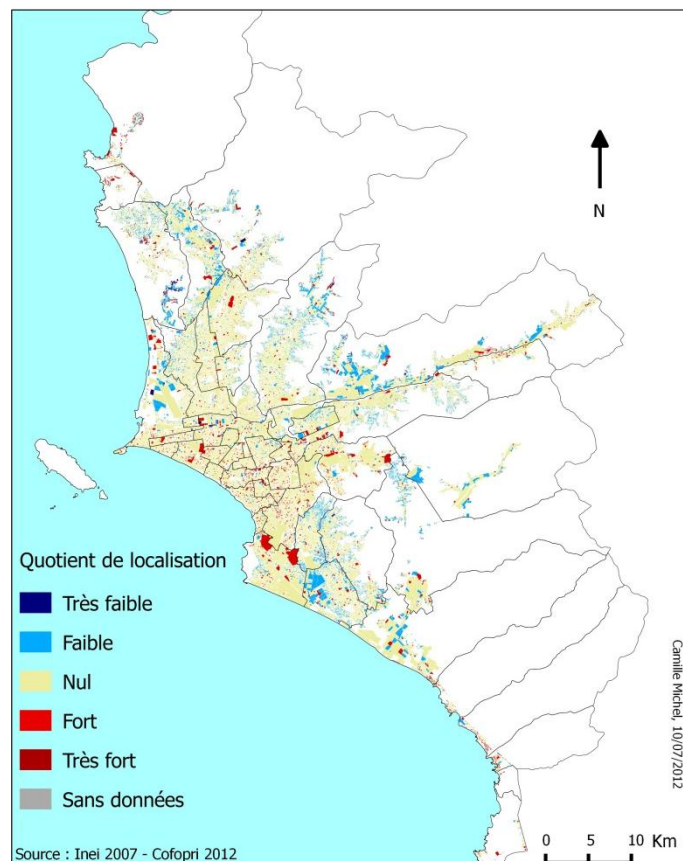 N
Quotient de localisation
Très faible
Faible
Nul
Fort
Très fort
Sans données
Camille Michel, 10/07/2012
Source : Inei 2007 - Cofopri 2012
0 5 10 Km